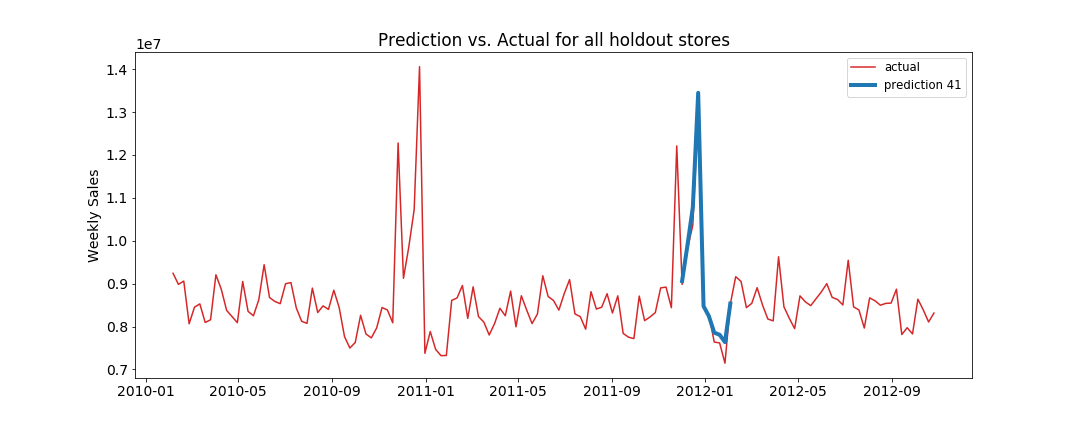 Prediction vs. Actual for all holdout stores
1e7
actual
prediction 41
Weekly Sales
1.4
1.3
1.2
1.1
1.0
0.9
0.8
0.7
2010-01 2010-05 2010-09 2011-01 2011-05 2011-09 2012-01 2012-05 2012-09